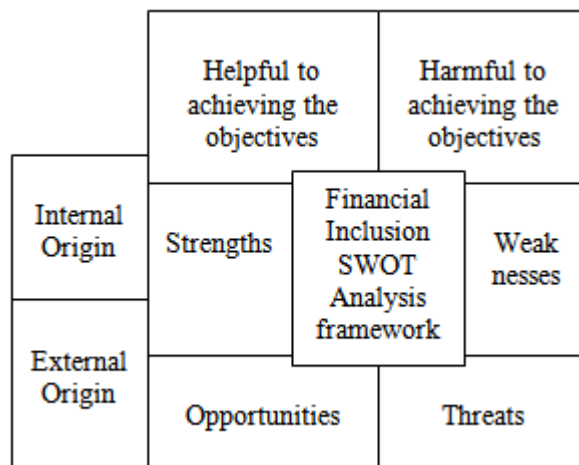 Helpful to
achieving the
objectives
Harmful to
achieving the
objectives
Internal
Origin
Strengths
Financial
Inclusion
SWOT
Analysis
framework
Weak
nesses
External
Origin
Opportunities
Threats